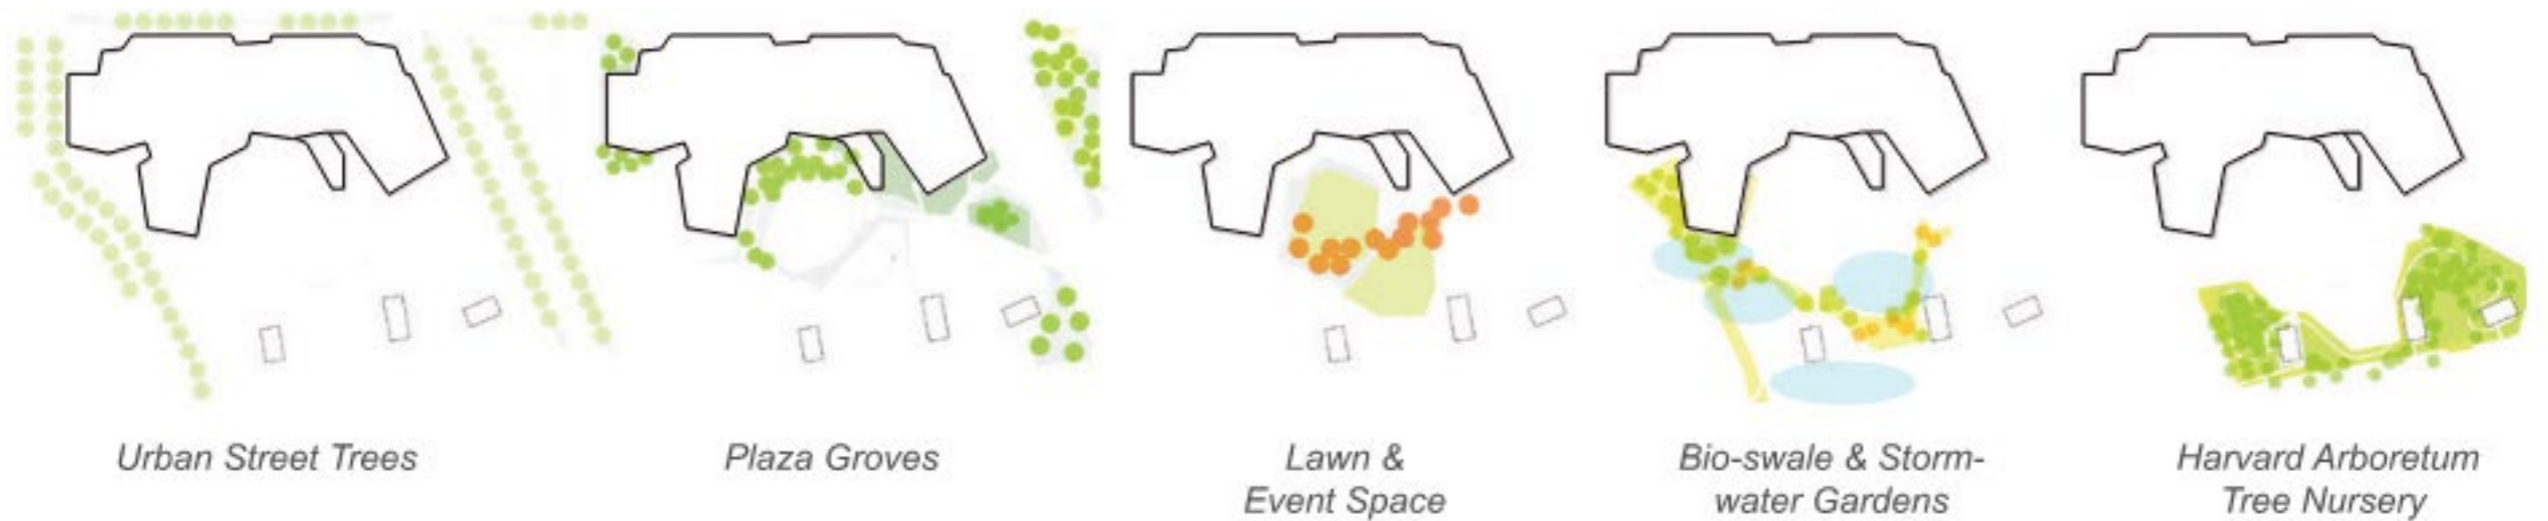 Urban Street Trees
Plaza Groves
Lawn &
Event Space
Bio-swale & Storm-
water Gardens
Harvard Arboretum
Tree Nursery